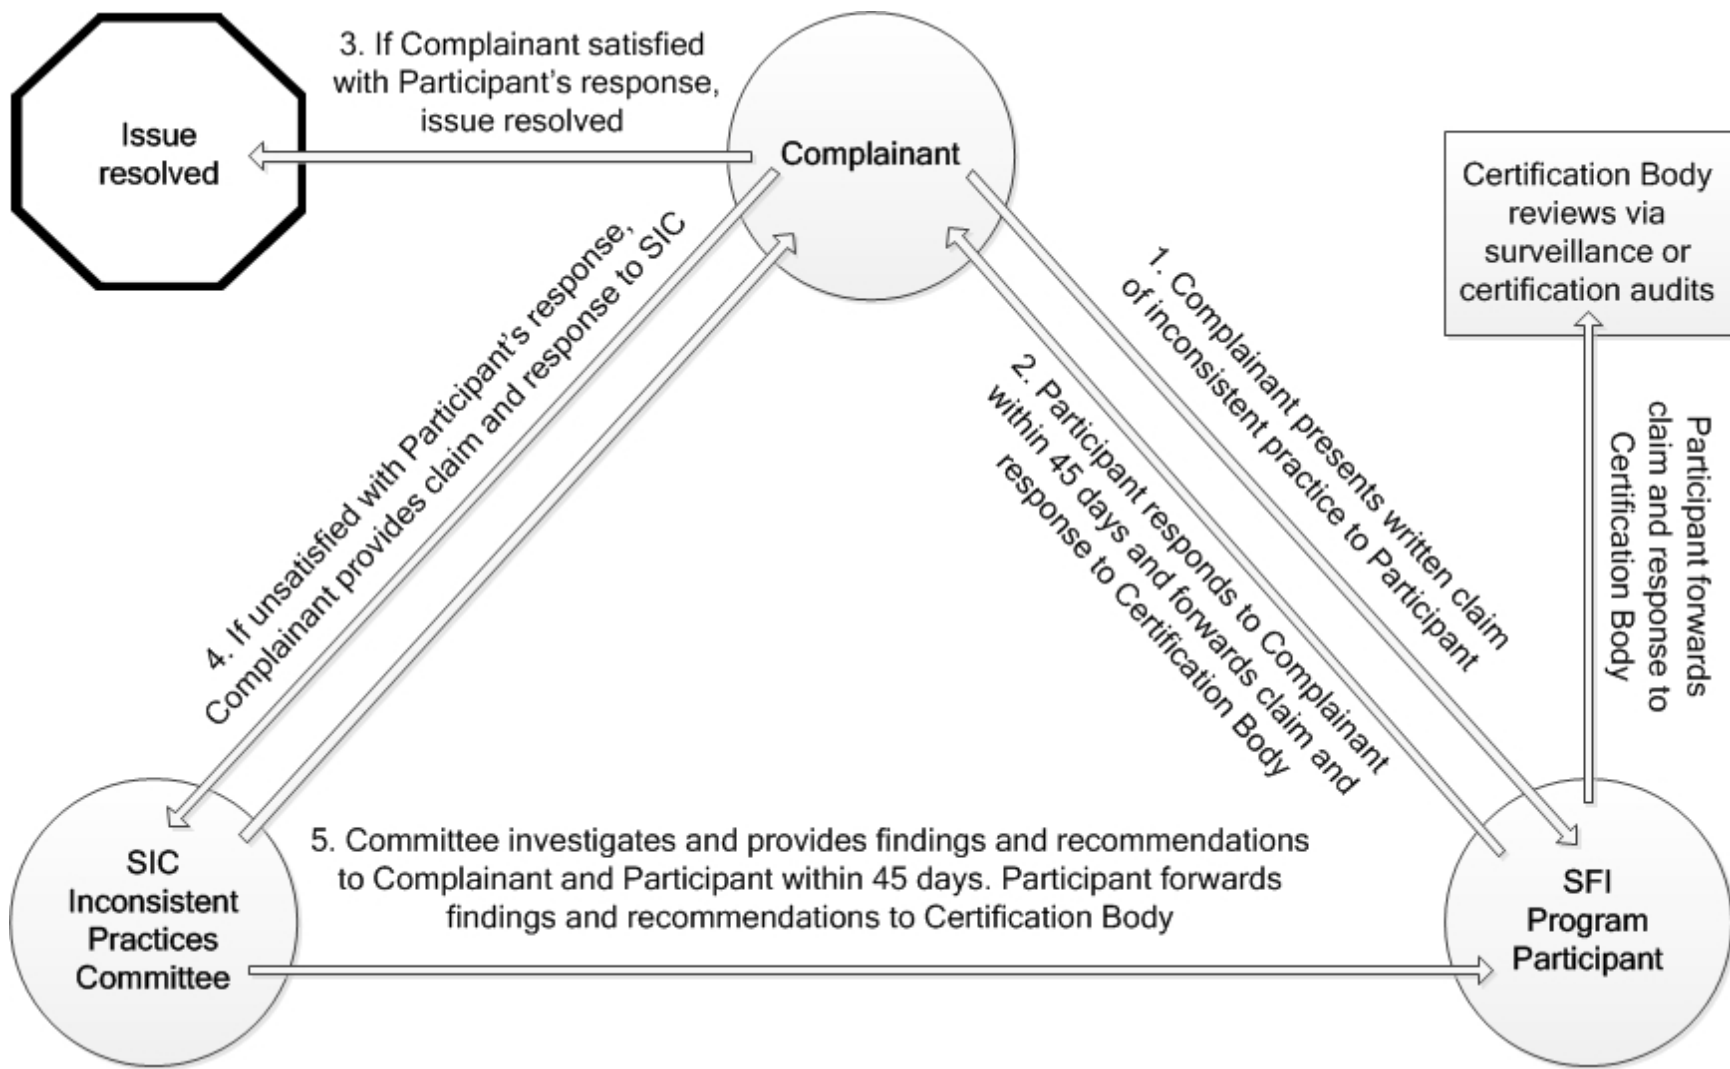 3. If Complainant satisfied
with Participant's response,
issue resolved
Issue
resolved
Complainant
Certification Body
reviews via
surveillance or
certification audits
1. Complainant presents written claim
of inconsistent practice to Participant
2. Participant responds to Complainant
within 45 days and forwards claim and
response to Certification Body
4. If unsatisfied with Participant's response,
Complainant provides claim and response to SIC
Participant forwards
claim and response to
Certification Body
5. Committee investigates and provides findings and recommendations
to Complainant and Participant within 45 days. Participant forwards
findings and recommendations to Certification Body
SIC
Inconsistent
Practices
Committee
SFI
Program
Participant